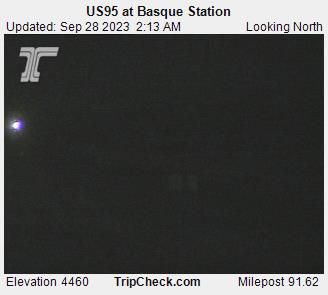 US95 at Basque Station
Updated: Sep 28 2023 2:13 AM Looking North
Elevation 4460 TripCheck.com Milepost 91.62